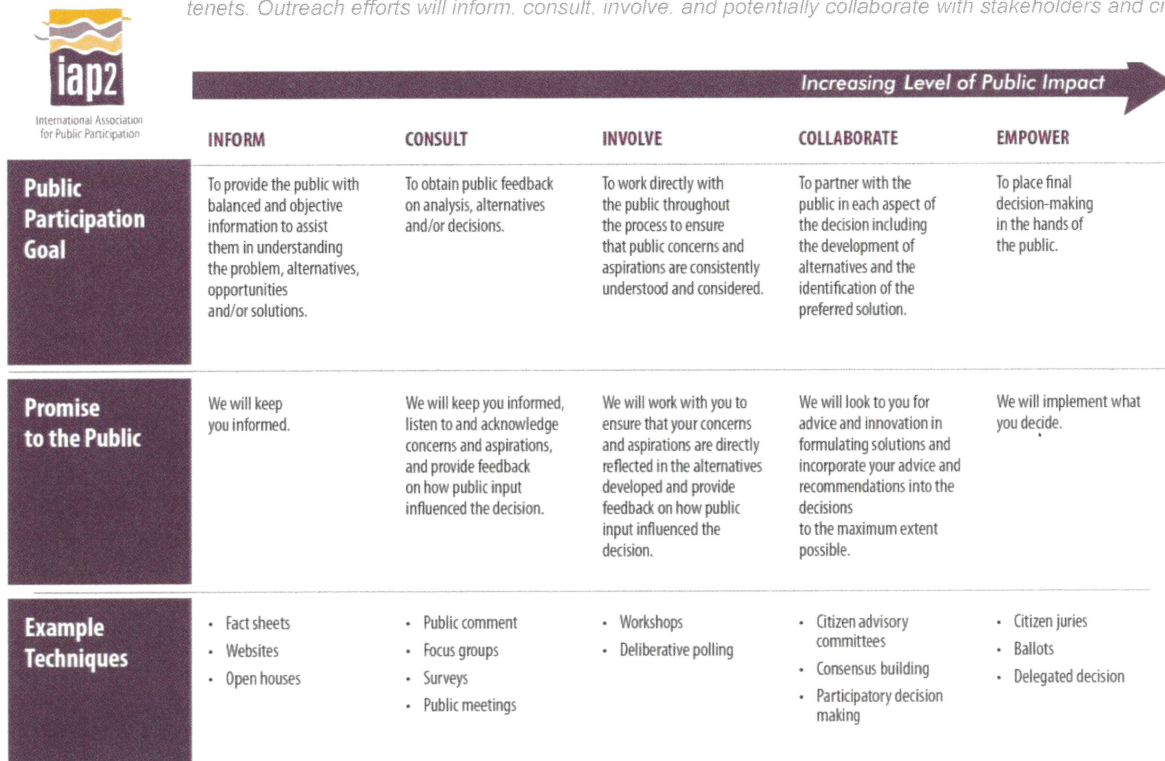 tenets. Outreach efforts will inform, consult, involve, and potentially collaborate with stakeholders and
iap2
International Association
for Public Participation
Increasing Level of Public Impact
INFORM
CONSULT
INVOLVE
COLLABORATE
EMPOWER
Public
Participation
Goal
To provide the public with
balanced and objective
information to assist
them in understanding
the problem, alternatives,
opportunities
and/or solutions.
To obtain public feedback
on analysis, alternatives
and/or decisions.
To work directly with
the public throughout
the process to ensure
that public concerns and
aspirations are consistently
understood and considered.
To partner with the
public in each aspect of
the decision including
the development of
alternatives and the
identification of the
preferred solution.
To place final
decision-making
in the hands of
the public.
Promise
to the Public
We will keep
you informed.
We will keep you informed,
listen to and acknowledge
concerns and aspirations,
and provide feedback
on how public input
influenced the decision.
We will work with you to
ensure that your concerns
and aspirations are directly
reflected in the alternatives
developed and provide
feedback on how public
input influenced the
decision.
We will look to you for
advice and innovation in
formulating solutions and
incorporate your advice and
recommendations into the
decisions
to the maximum extent
possible.
We will implement what
you decide.
Example
Techniques
• Fact sheets
• Websites
• Open houses
• Public comment
• Focus groups
• Surveys
• Public meetings
• Workshops
• Deliberative polling
• Citizen advisory
committees
• Consensus building
• Participatory decision
making
• Citizen juries
• Ballots
• Delegated decision